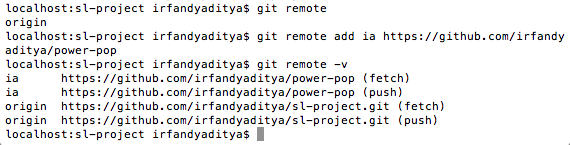 localhost:sl-project irfandyaditya$ git remote
origin
localhost:sl-project irfandyaditya$ git remote add ia https://github.com/irfandy
aditya/power-pop
localhost:sl-project irfandyaditya$ git remote -v
ia      https://github.com/irfandyaditya/power-pop (fetch)
ia      https://github.com/irfandyaditya/power-pop (push)
origin  https://github.com/irfandyaditya/sl-project.git (fetch)
origin  https://github.com/irfandyaditya/sl-project.git (push)
localhost:sl-project irfandyaditya$